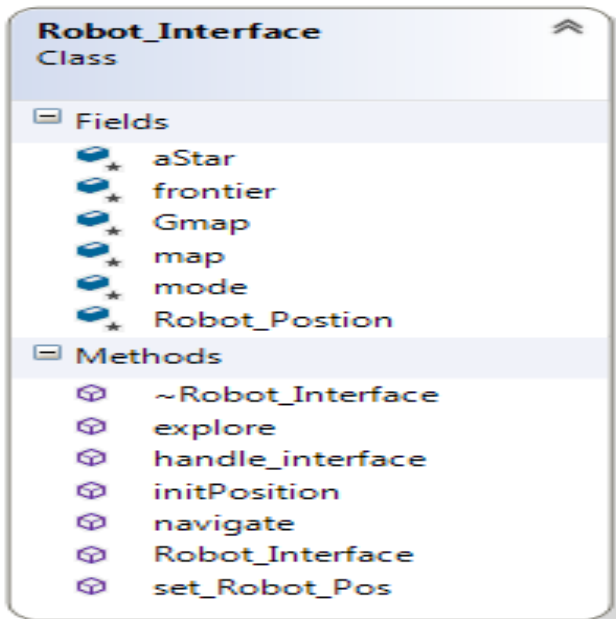 Robot_Interface
Class
Fields
aStar
frontier
Gmap
map
mode
Robot_Postion
Methods
~Robot_Interface
explore
handle_interface
initPosition
navigate
Robot_Interface
set_Robot_Pos